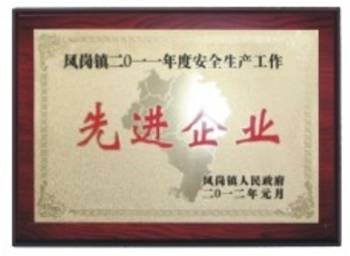 凤岗镇二〇一一年度安全生产工作
先进企业
凤岗镇人民政府
二〇一二年元月